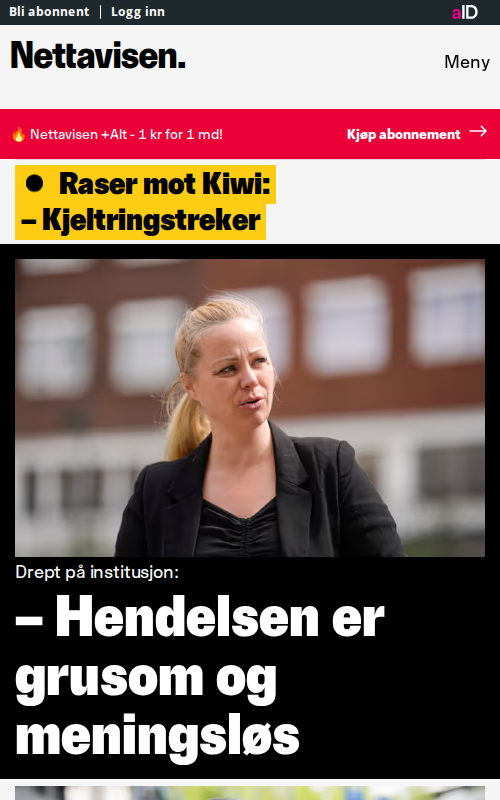 Bli abonnent | Logg inn
aID
Nettavisen.
Meny
🔥 Nettavisen +Alt - 1 kr for 1 md!
Kjøp abonnement →
● Raser mot Kiwi:
– Kjeltringstreker
Drept på institusjon:
– Hendelsen er
grusom og
meningsløs